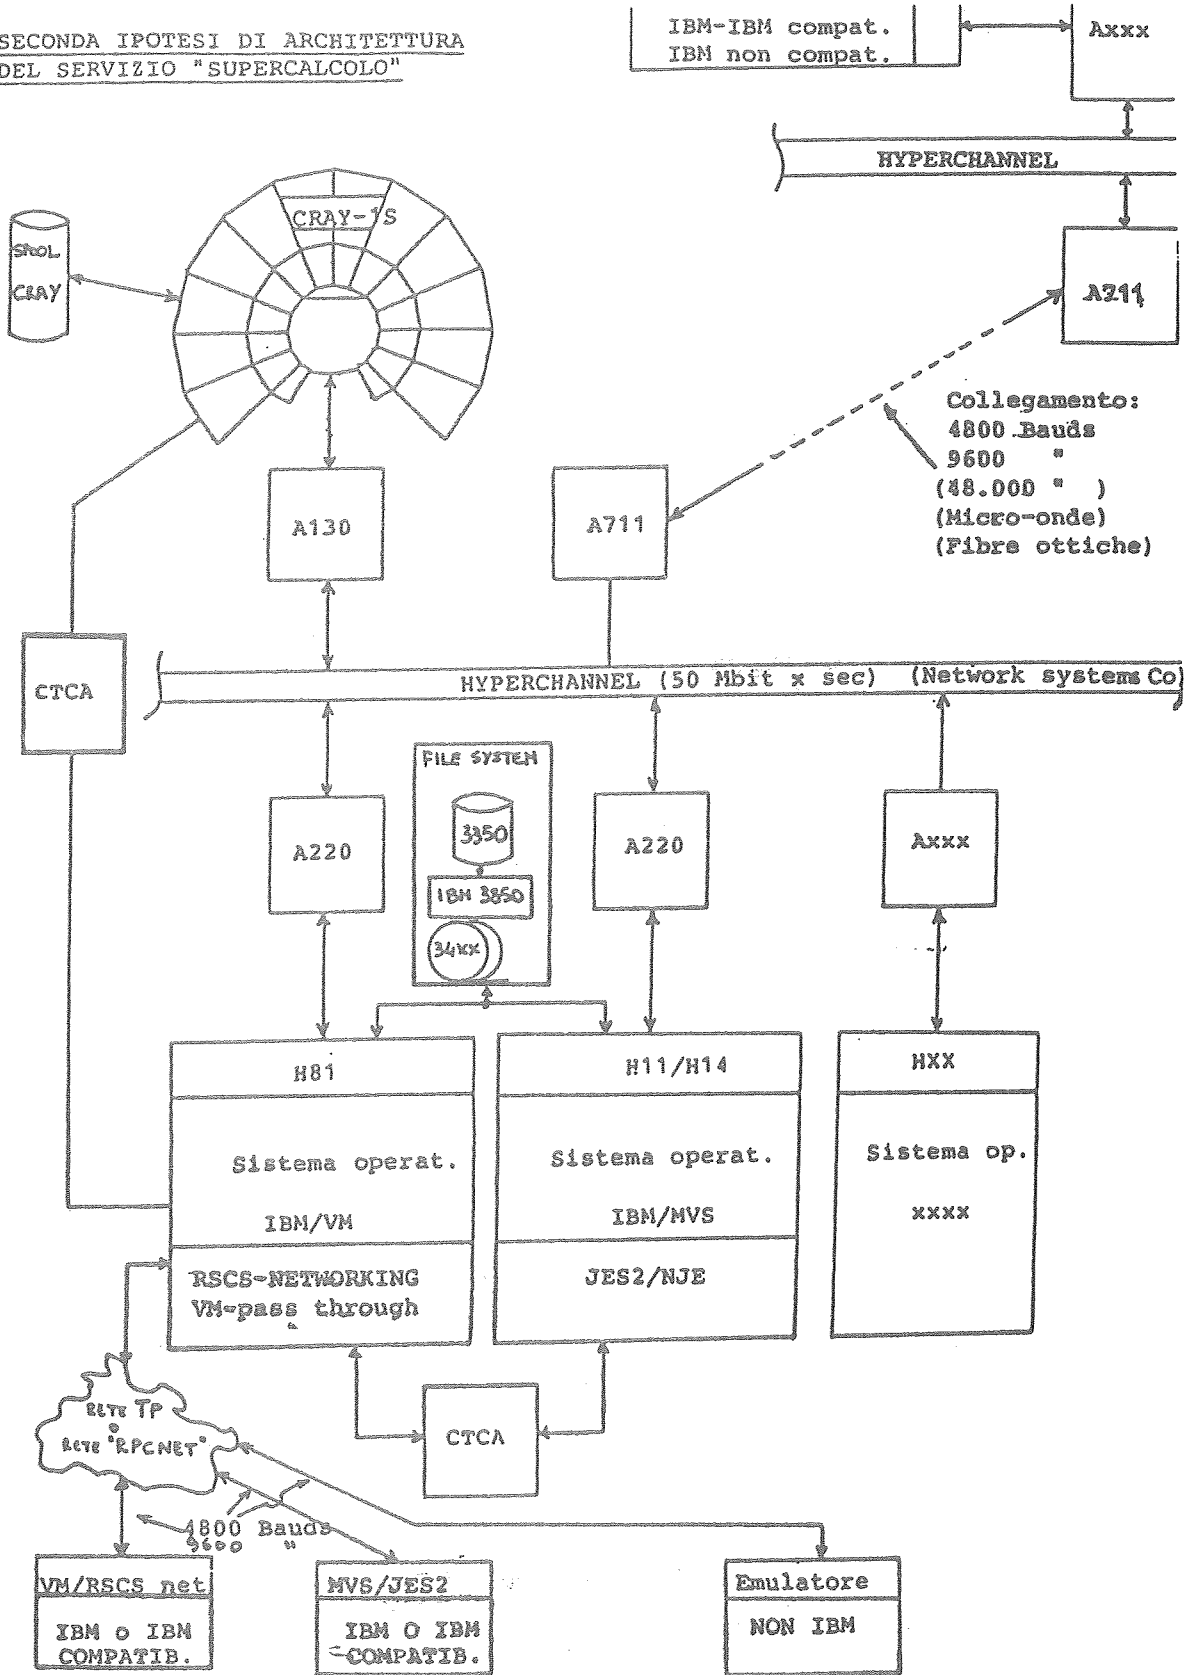 SECONDA IPOTESI DI ARCHITETTURA
DEL SERVIZIO "SUPERCALCOLO"
IBM-IBM compat.
IBM non compat.
Axxx
HYPERCHANNEL
CRAY-1S
SPOOL
CRAY
A711
Collegamento:
4800 Bauds
9600 "
(48.000 " )
(Micro-onde)
(Fibre ottiche)
A130
A711
CTCA
HYPERCHANNEL (50 Mbit x sec) (Network systems Co)
FILE SYSTEM
3350
IBM 3850
34xx
A220
A220
Axxx
H81
H11/H14
HXX
Sistema operat.
IBM/VM
Sistema operat.
IBM/MVS
Sistema op.
xxxx
RSCS-NETWORKING
VM-pass through
JES2/NJE
RETE TP
O
RETE "RPCNET"
CTCA
4800 Bauds
9600 "
VM/RSCS net
IBM O IBM
COMPATIB.
MVS/JES2
IBM O IBM
COMPATIB.
Emulatore
NON IBM